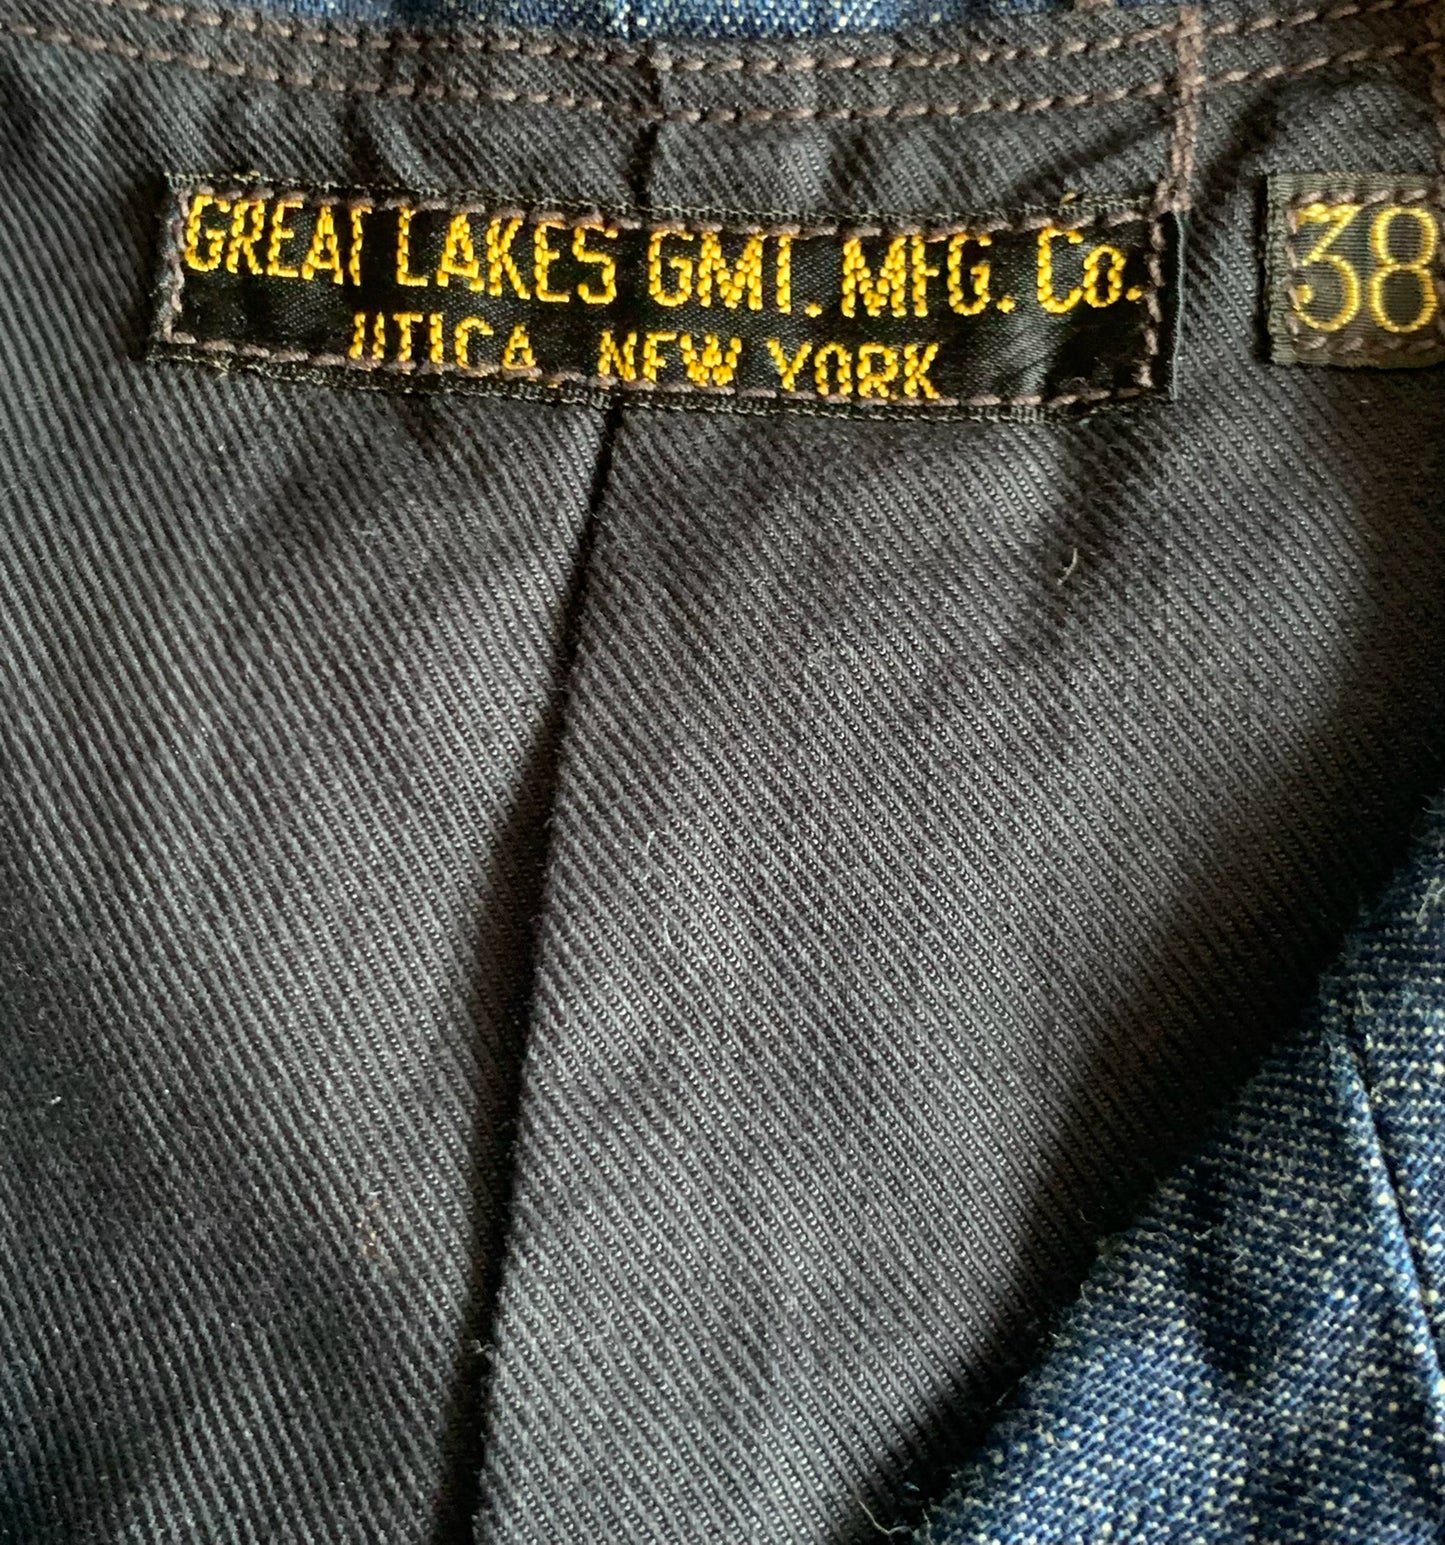 GREAT LAKES GMT. MFG. Co.
UTICA, NEW YORK
38